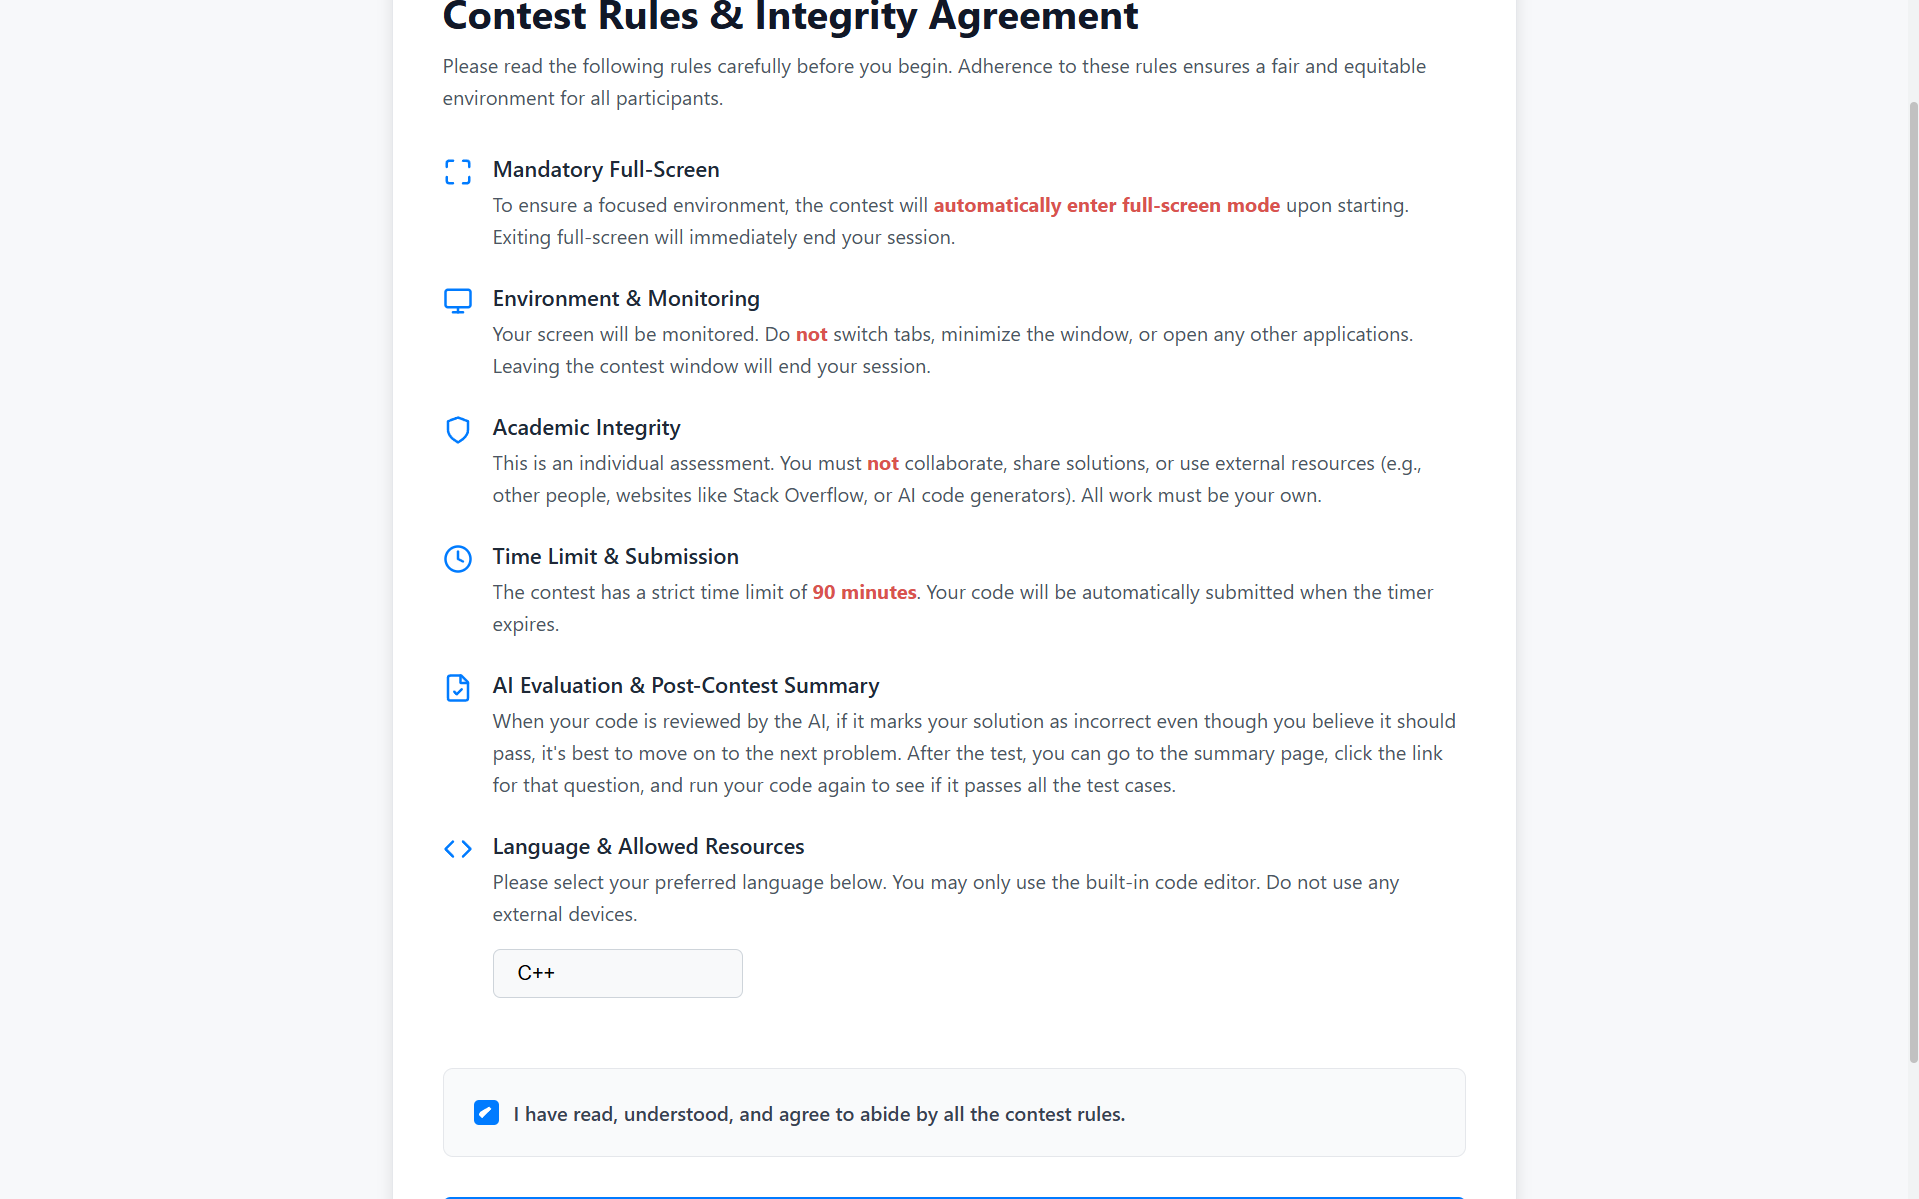 Contest Rules & Integrity Agreement
Please read the following rules carefully before you begin. Adherence to these rules ensures a fair and equitable
environment for all participants.
Mandatory Full-Screen
To ensure a focused environment, the contest will automatically enter full-screen mode upon starting.
Exiting full-screen will immediately end your session.
Environment & Monitoring
Your screen will be monitored. Do not switch tabs, minimize the window, or open any other applications.
Leaving the contest window will end your session.
Academic Integrity
This is an individual assessment. You must not collaborate, share solutions, or use external resources (e.g.,
other people, websites like Stack Overflow, or AI code generators). All work must be your own.
Time Limit & Submission
The contest has a strict time limit of 90 minutes. Your code will be automatically submitted when the timer
expires.
AI Evaluation & Post-Contest Summary
When your code is reviewed by the AI, if it marks your solution as incorrect even though you believe it should
pass, it's best to move on to the next problem. After the test, you can go to the summary page, click the link
for that question, and run your code again to see if it passes all the test cases.
Language & Allowed Resources
Please select your preferred language below. You may only use the built-in code editor. Do not use any
external devices.
C++
I have read, understood, and agree to abide by all the contest rules.